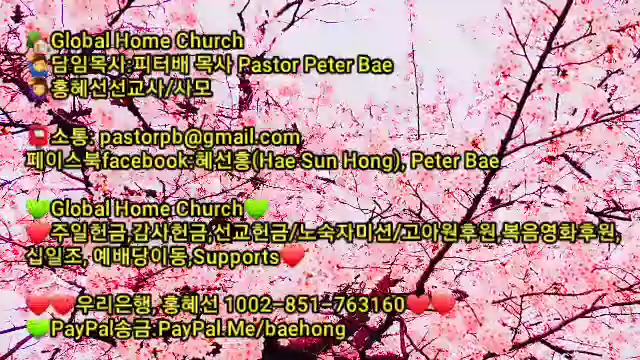 🏡Global Home Church
🙋‍♂️담임목사:피터배 목사 Pastor Peter Bae
🙋‍♀️홍혜선선교사/사모
📮소통: pastorpb@gmail.com
페이스북facebook:혜선홍(Hae Sun Hong), Peter Bae
💚Global Home Church💚
❤️주일헌금,감사헌금,선교헌금/노숙자미션/고아원후원,복음영화후원,
십일조, 예배당이동,Supports❤️
❤️❤️우리은행, 홍혜선 1002-851-763160❤️❤️
💚PayPal송금:PayPal.Me/baehong